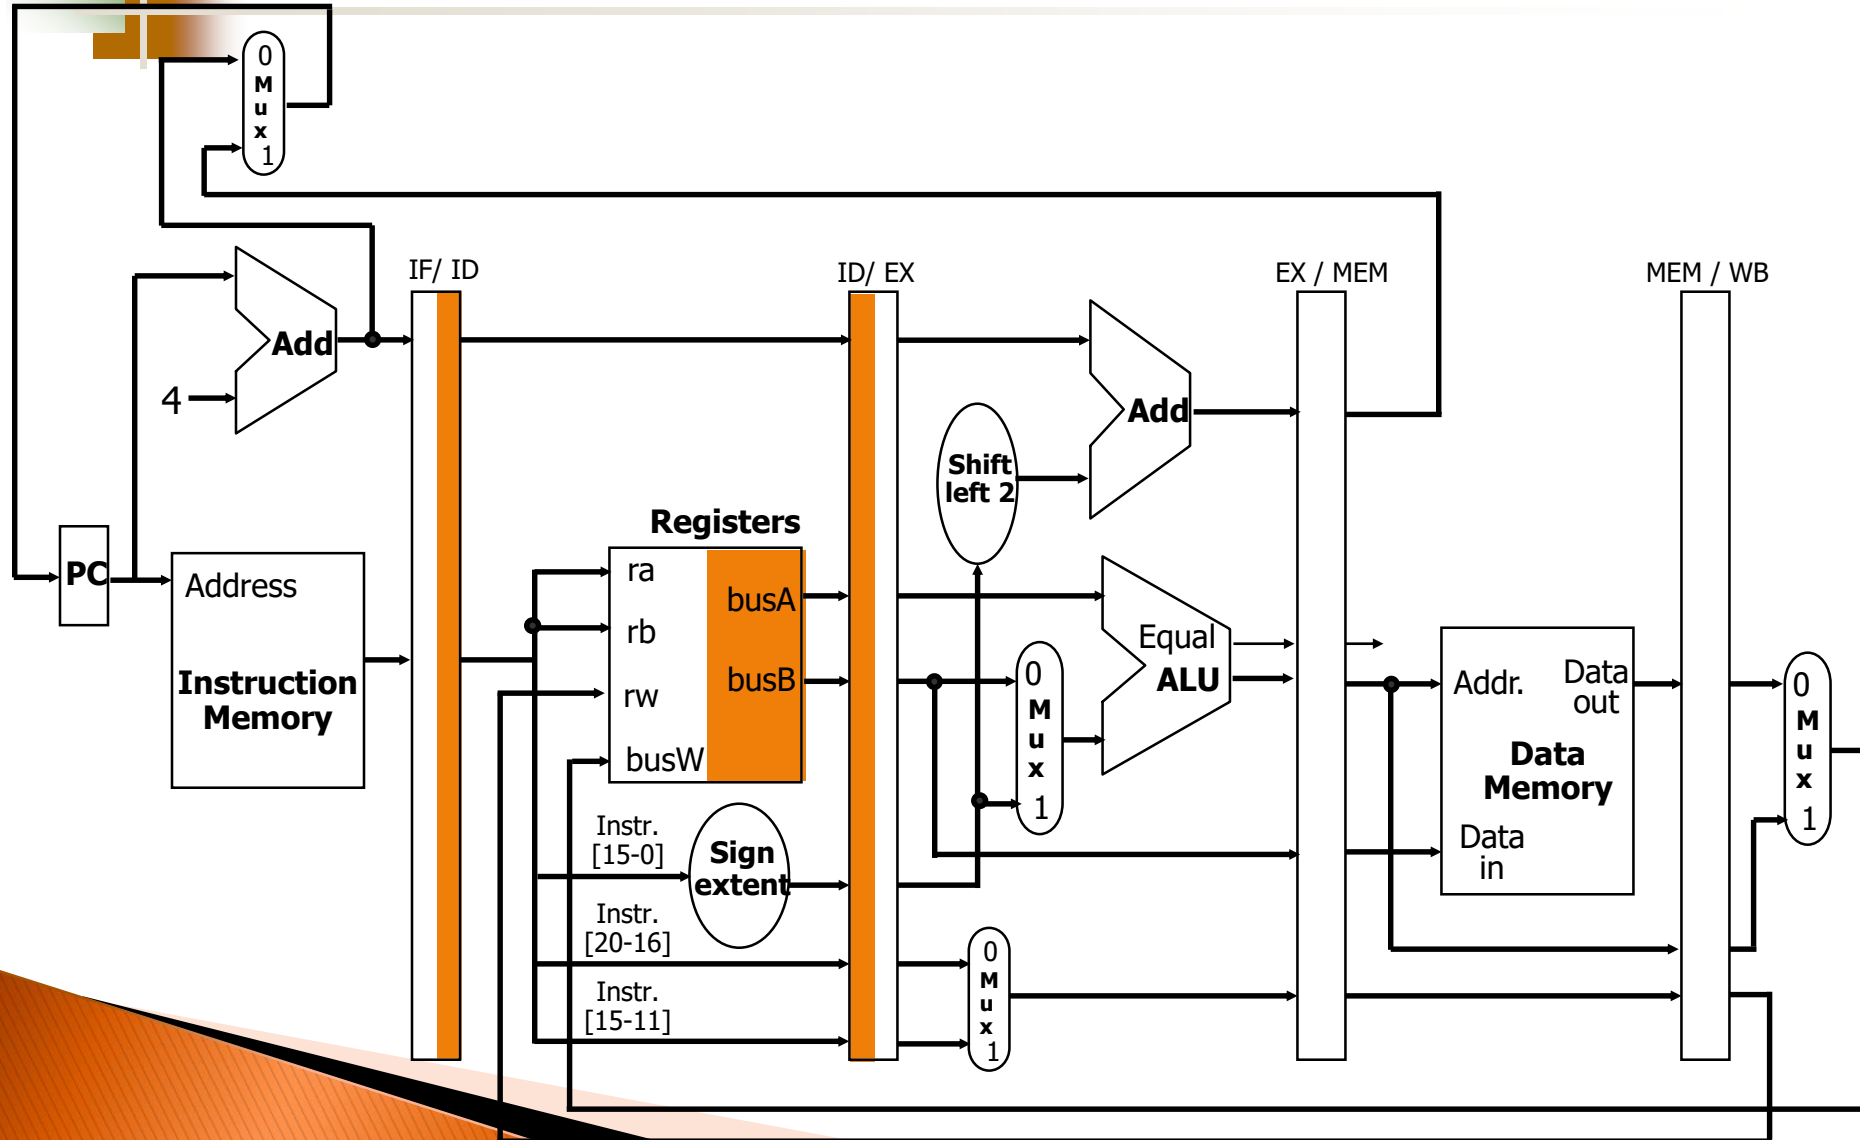 0
M
u
x
1
IF/ ID
ID/ EX
EX / MEM
MEM / WB
Add
4
Add
Shift
left 2
Registers
PC
Address
Instruction
Memory
ra
rb
rw
busW
busA
busB
Equal
ALU
0
M
u
x
1
Addr.
Data
out
Data
Memory
Data
in
0
M
u
x
1
Instr.
[15-0]
Sign
extent
Instr.
[20-16]
Instr.
[15-11]
0
M
u
x
1